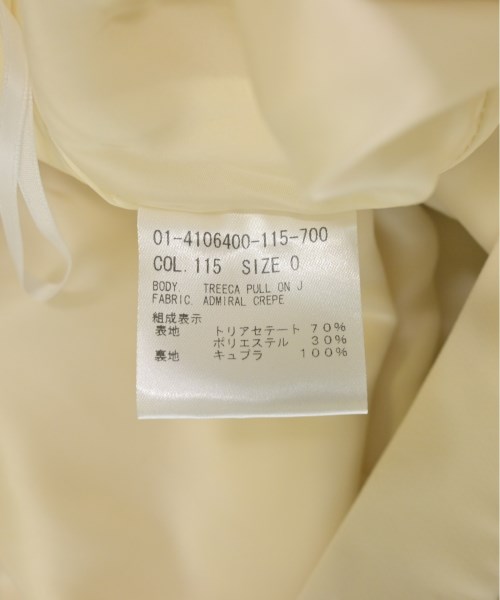 01-4106400-115-700
COL. 115 SIZE 0
BODY. TREECA PULL ON J
FABRIC. ADMIRAL CREPE
組成表示
表地 トリアセテート 70%
ポリエステル 30%
裏地 キュプラ 100%